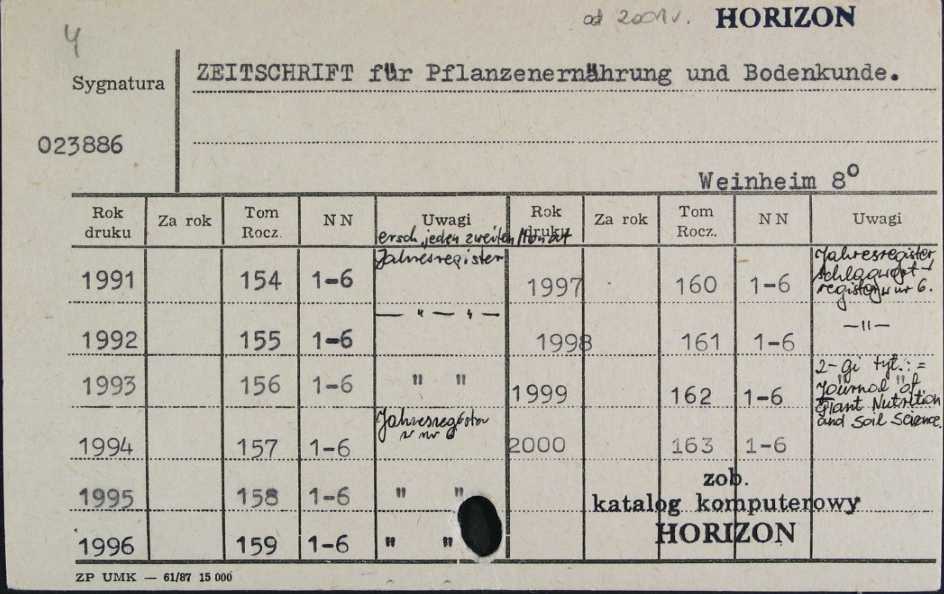 4
od 2001 r. HORIZON
Sygnatura
023886
ZEITSCHRIFT für Pflanzenernährung und Bodenkunde.
Weinheim 8°
Rok druku Za rok Tom Rocz. N N Uwagi Rok druku Za rok Tom Rocz. N N Uwagi
ersch. jeden zweiten Monat
1991 154 1-6 Jahresregister 1997 160 1-6 Jahresregister, Schlagwortregister w nr 6.
1992 155 1-6 — " — " — 1998 161 1-6 —"—
1993 156 1-6 " " 1999 162 1-6 2-gi tyt.: = "Journal of Plant Nutrition and Soil Science.
1994 157 1-6 Jahresregister w nr 6 2000 163 1-6
1995 158 1-6 " "
1996 159 1-6 " "
zob.
katalog komputerowy
HORIZON
ZP UMK — 61/87 15 000